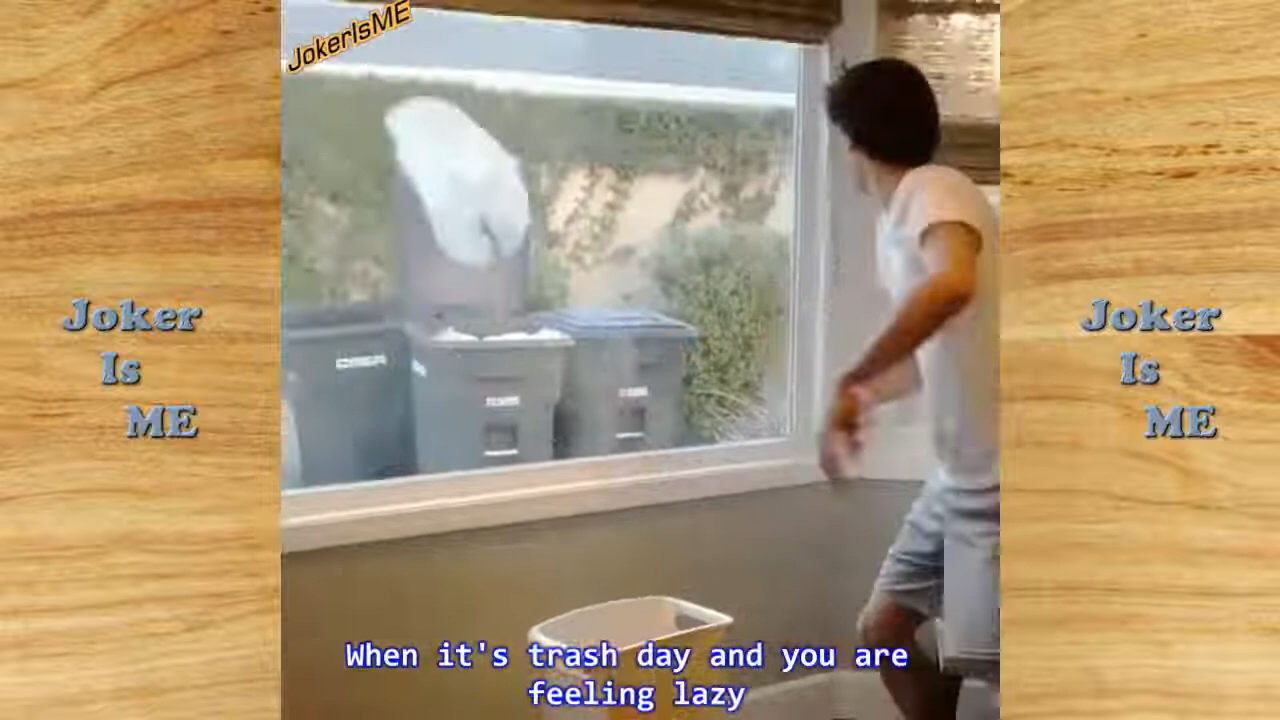 JokerIsME
Joker
Is
ME
Joker
Is
ME
When it's trash day and you are
feeling lazy